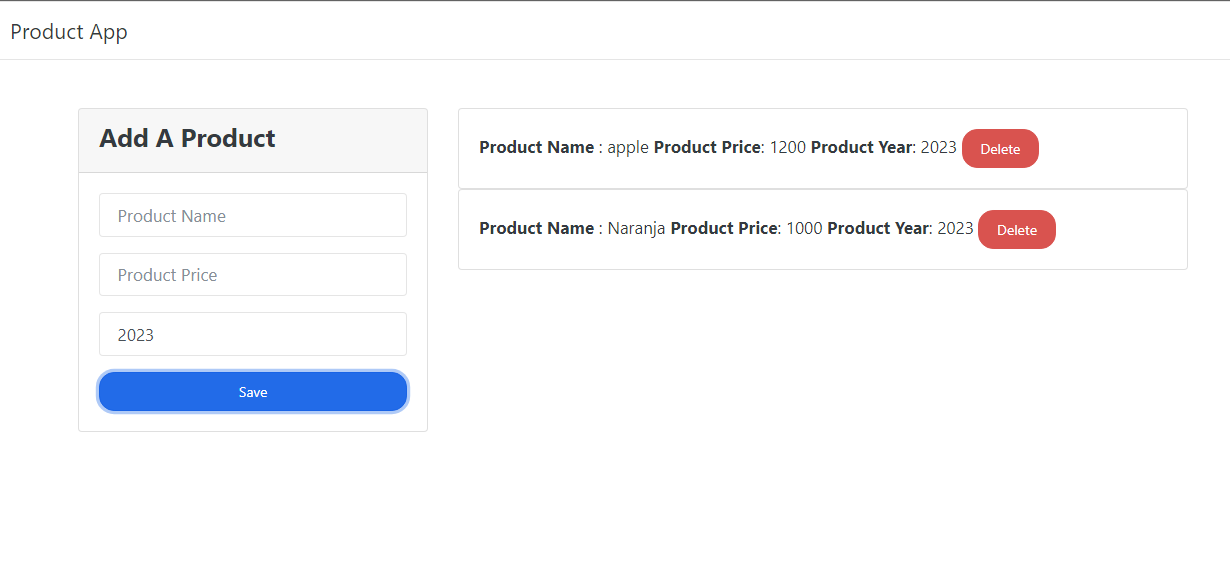 Product App
Add A Product
Product Name
Product Price
2023
Save
Product Name : apple Product Price: 1200 Product Year: 2023 Delete
Product Name : Naranja Product Price: 1000 Product Year: 2023 Delete